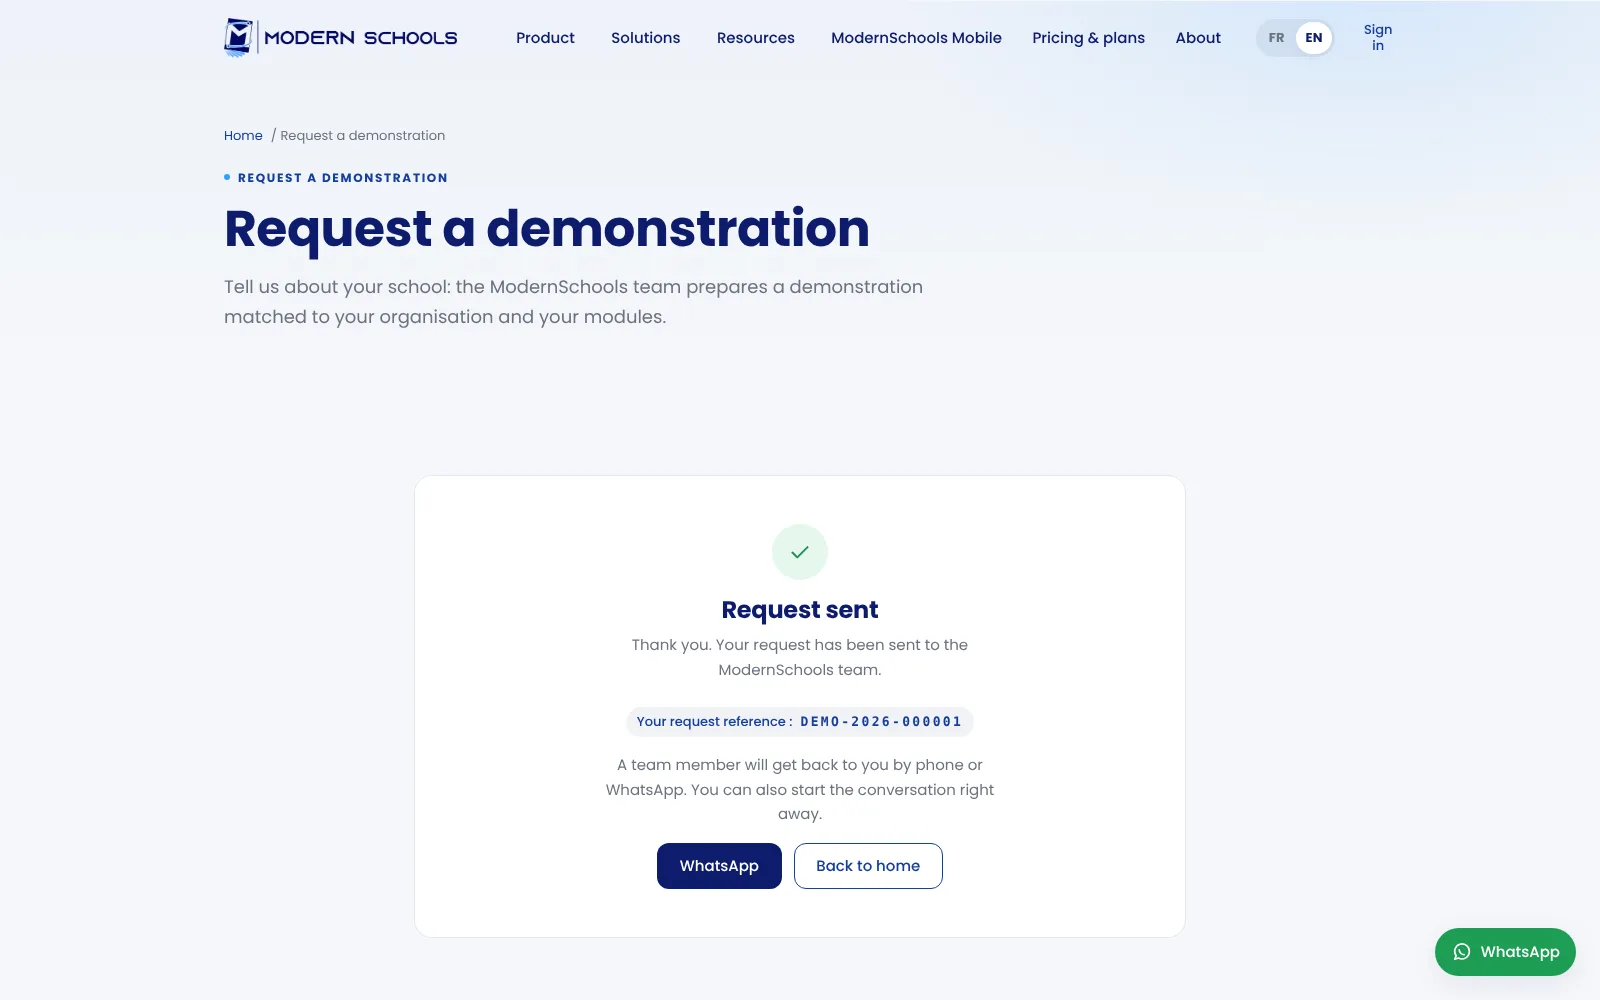 MODERN SCHOOLS
Product
Solutions
Resources
ModernSchools Mobile
Pricing & plans
About
FR
EN
Sign
in
Home / Request a demonstration
REQUEST A DEMONSTRATION
Request a demonstration
Tell us about your school: the ModernSchools team prepares a demonstration
matched to your organisation and your modules.
Request sent
Thank you. Your request has been sent to the
ModernSchools team.
Your request reference : DEMO-2026-000001
A team member will get back to you by phone or
WhatsApp. You can also start the conversation right
away.
WhatsApp
Back to home
WhatsApp